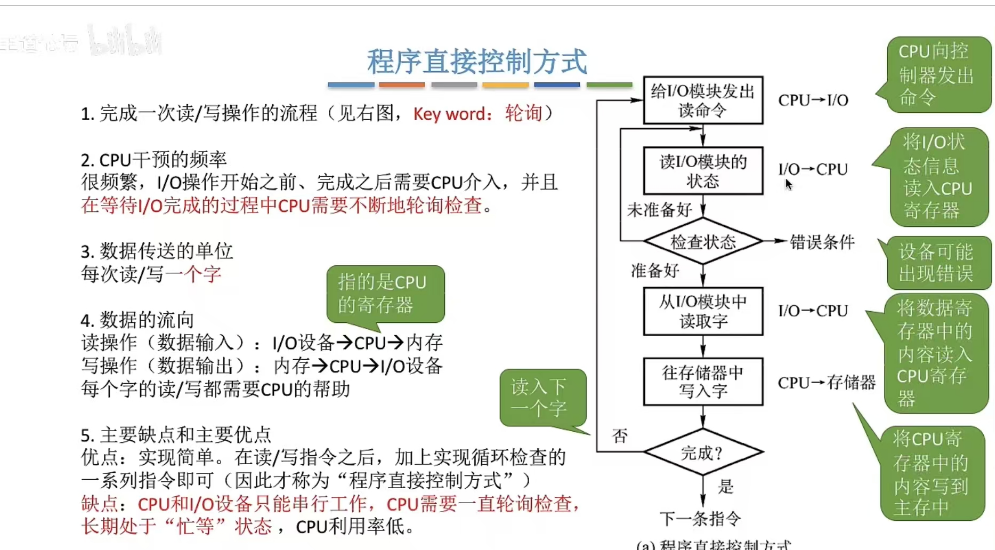 bilibili
程序直接控制方式
1. 完成一次读/写操作的流程（见右图，Key word：轮询）
2. CPU干预的频率
很频繁，I/O操作开始之前、完成之后需要CPU介入，并且
在等待I/O完成的过程中CPU需要不断地轮询检查。
3. 数据传送的单位
每次读/写一个字
指的是CPU
的寄存器
4. 数据的流向
读操作（数据输入）：I/O设备→CPU→内存
写操作（数据输出）：内存→CPU→I/O设备
每个字的读/写都需要CPU的帮助
5. 主要缺点和主要优点
优点：实现简单。在读/写指令之后，加上实现循环检查的
一系列指令即可（因此才称为“程序直接控制方式”）
缺点：CPU和I/O设备只能串行工作，CPU需要一直轮询检查，
长期处于“忙等”状态，CPU利用率低。
给I/O模块发出
读命令
CPU→I/O
CPU向控
制器发出
命令
读I/O模块的
状态
I/O→CPU
将I/O状
态信息
读入CPU
寄存器
未准备好
检查状态
错误条件
设备可能
出现错误
准备好
从I/O模块中
读取字
I/O→CPU
将数据寄
存器中的
内容读入
CPU寄存
器
往存储器中
写入字
CPU→存储器
将CPU寄
存器中的
内容写到
主存中
读入下
一个字
否
完成？
是
下一条指令
(a) 程序直接控制方式